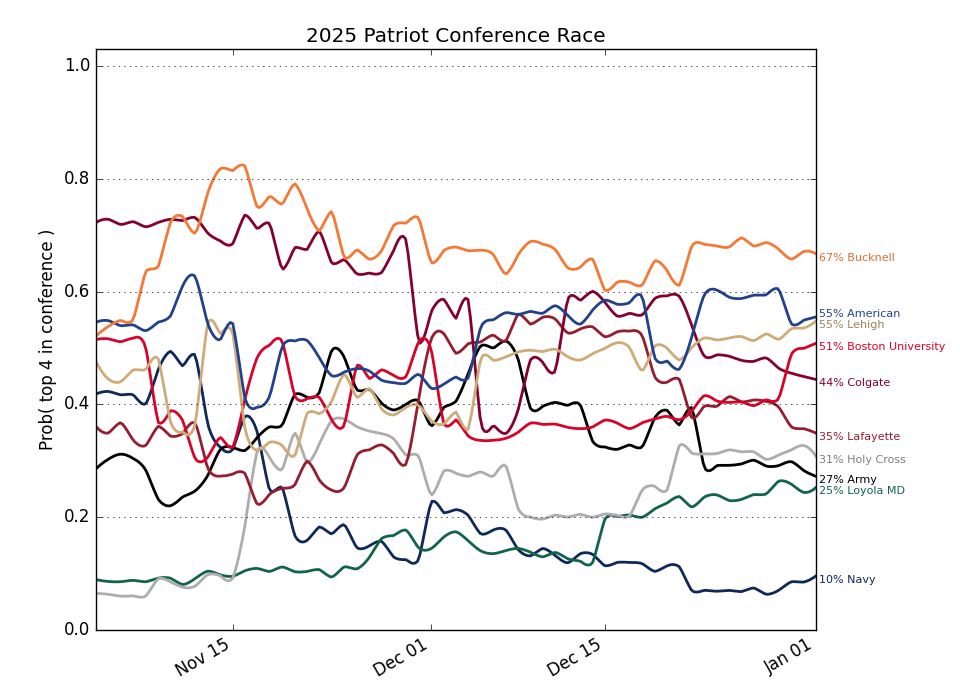 2025 Patriot Conference Race
Prob( top 4 in conference )
1.0
0.8
0.6
0.4
0.2
0.0
Nov 15
Dec 01
Dec 15
Jan 01
67% Bucknell
55% American
55% Lehigh
51% Boston University
44% Colgate
35% Lafayette
31% Holy Cross
27% Army
25% Loyola MD
10% Navy